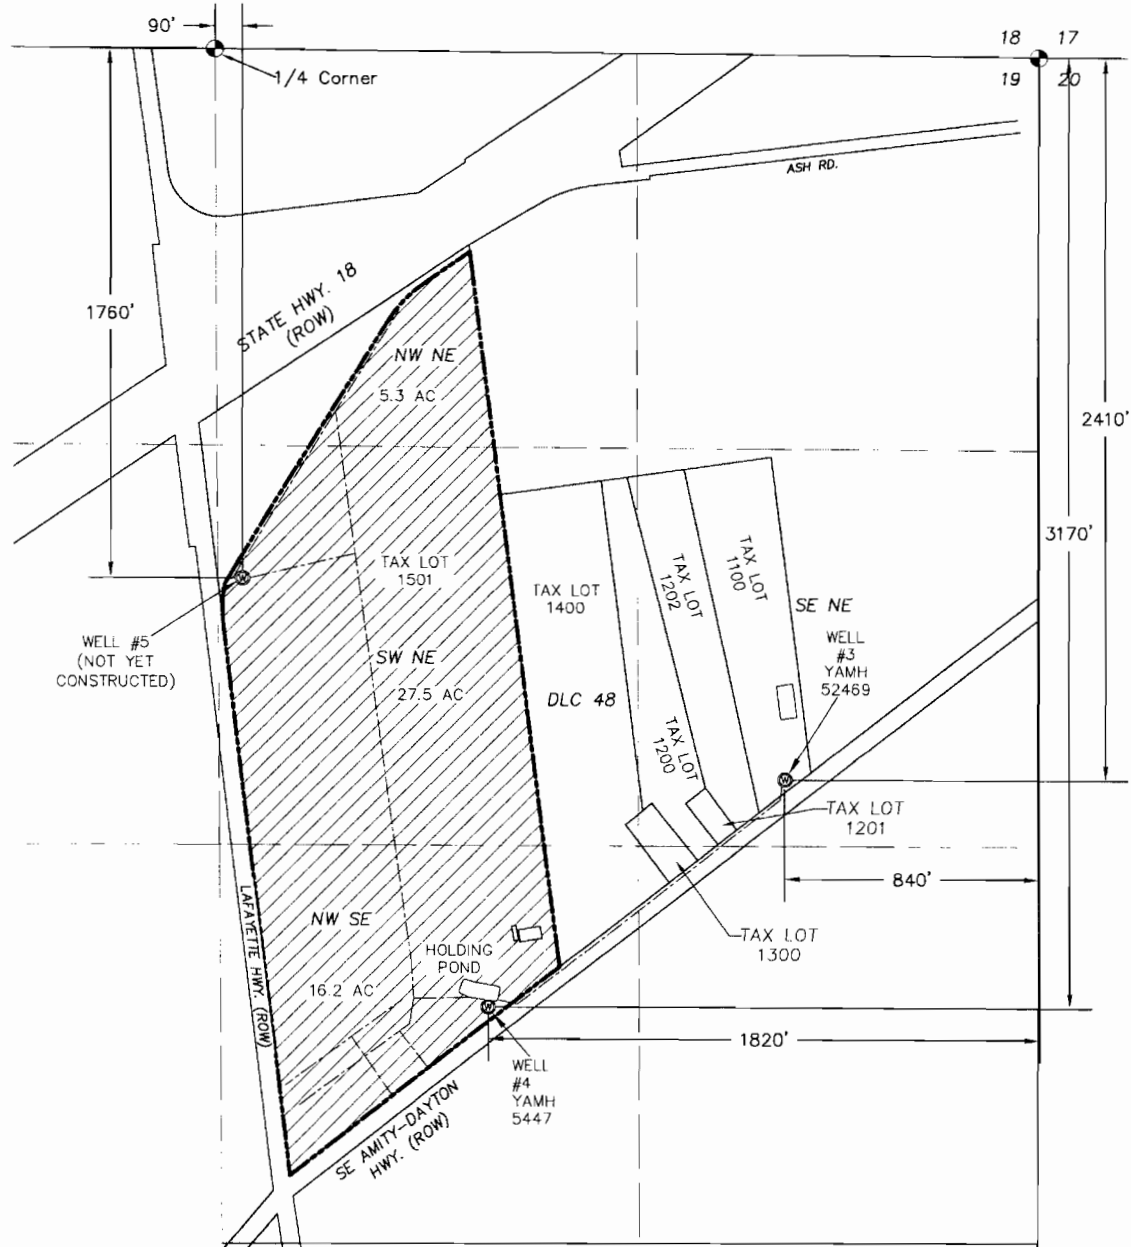 90'
1/4 Corner
18 17
19 20
ASH RD.
STATE HWY. 18
(ROW)
1760'
NW NE
5.3 AC
2410'
3170'
TAX LOT
1501
TAX LOT
1400
TAX LOT
1202
TAX LOT
1100
SE NE
WELL #5
(NOT YET
CONSTRUCTED)
WELL
#3
YAMH
52469
SW NE
27.5 AC
DLC 48
TAX LOT
1200
TAX LOT
1201
840'
LAFAYETTE HWY. (ROW)
NW SE
HOLDING
POND
TAX LOT
1300
16.2 AC
1820'
WELL
#4
YAMH
5447
SE AMITY-DAYTON
HWY. (ROW)